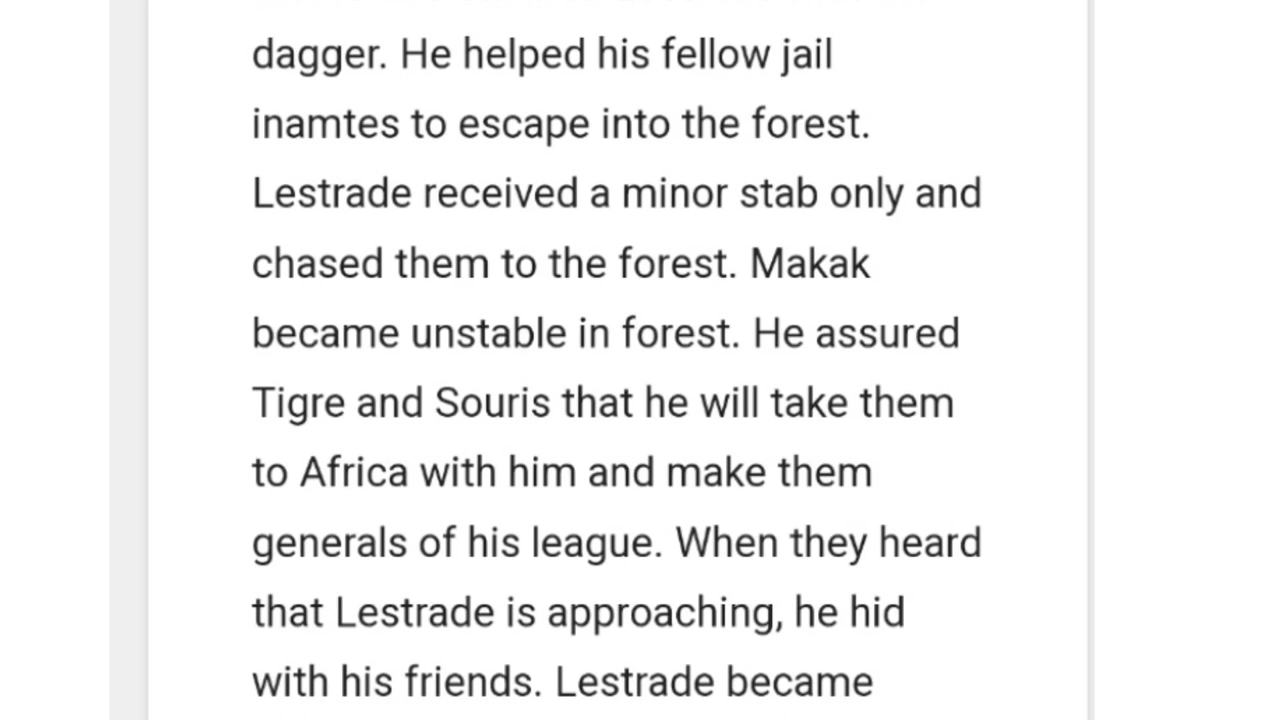 dagger. He helped his fellow jail
inamtes to escape into the forest.
Lestrade received a minor stab only and
chased them to the forest. Makak
became unstable in forest. He assured
Tigre and Souris that he will take them
to Africa with him and make them
generals of his league. When they heard
that Lestrade is approaching, he hid
with his friends. Lestrade became